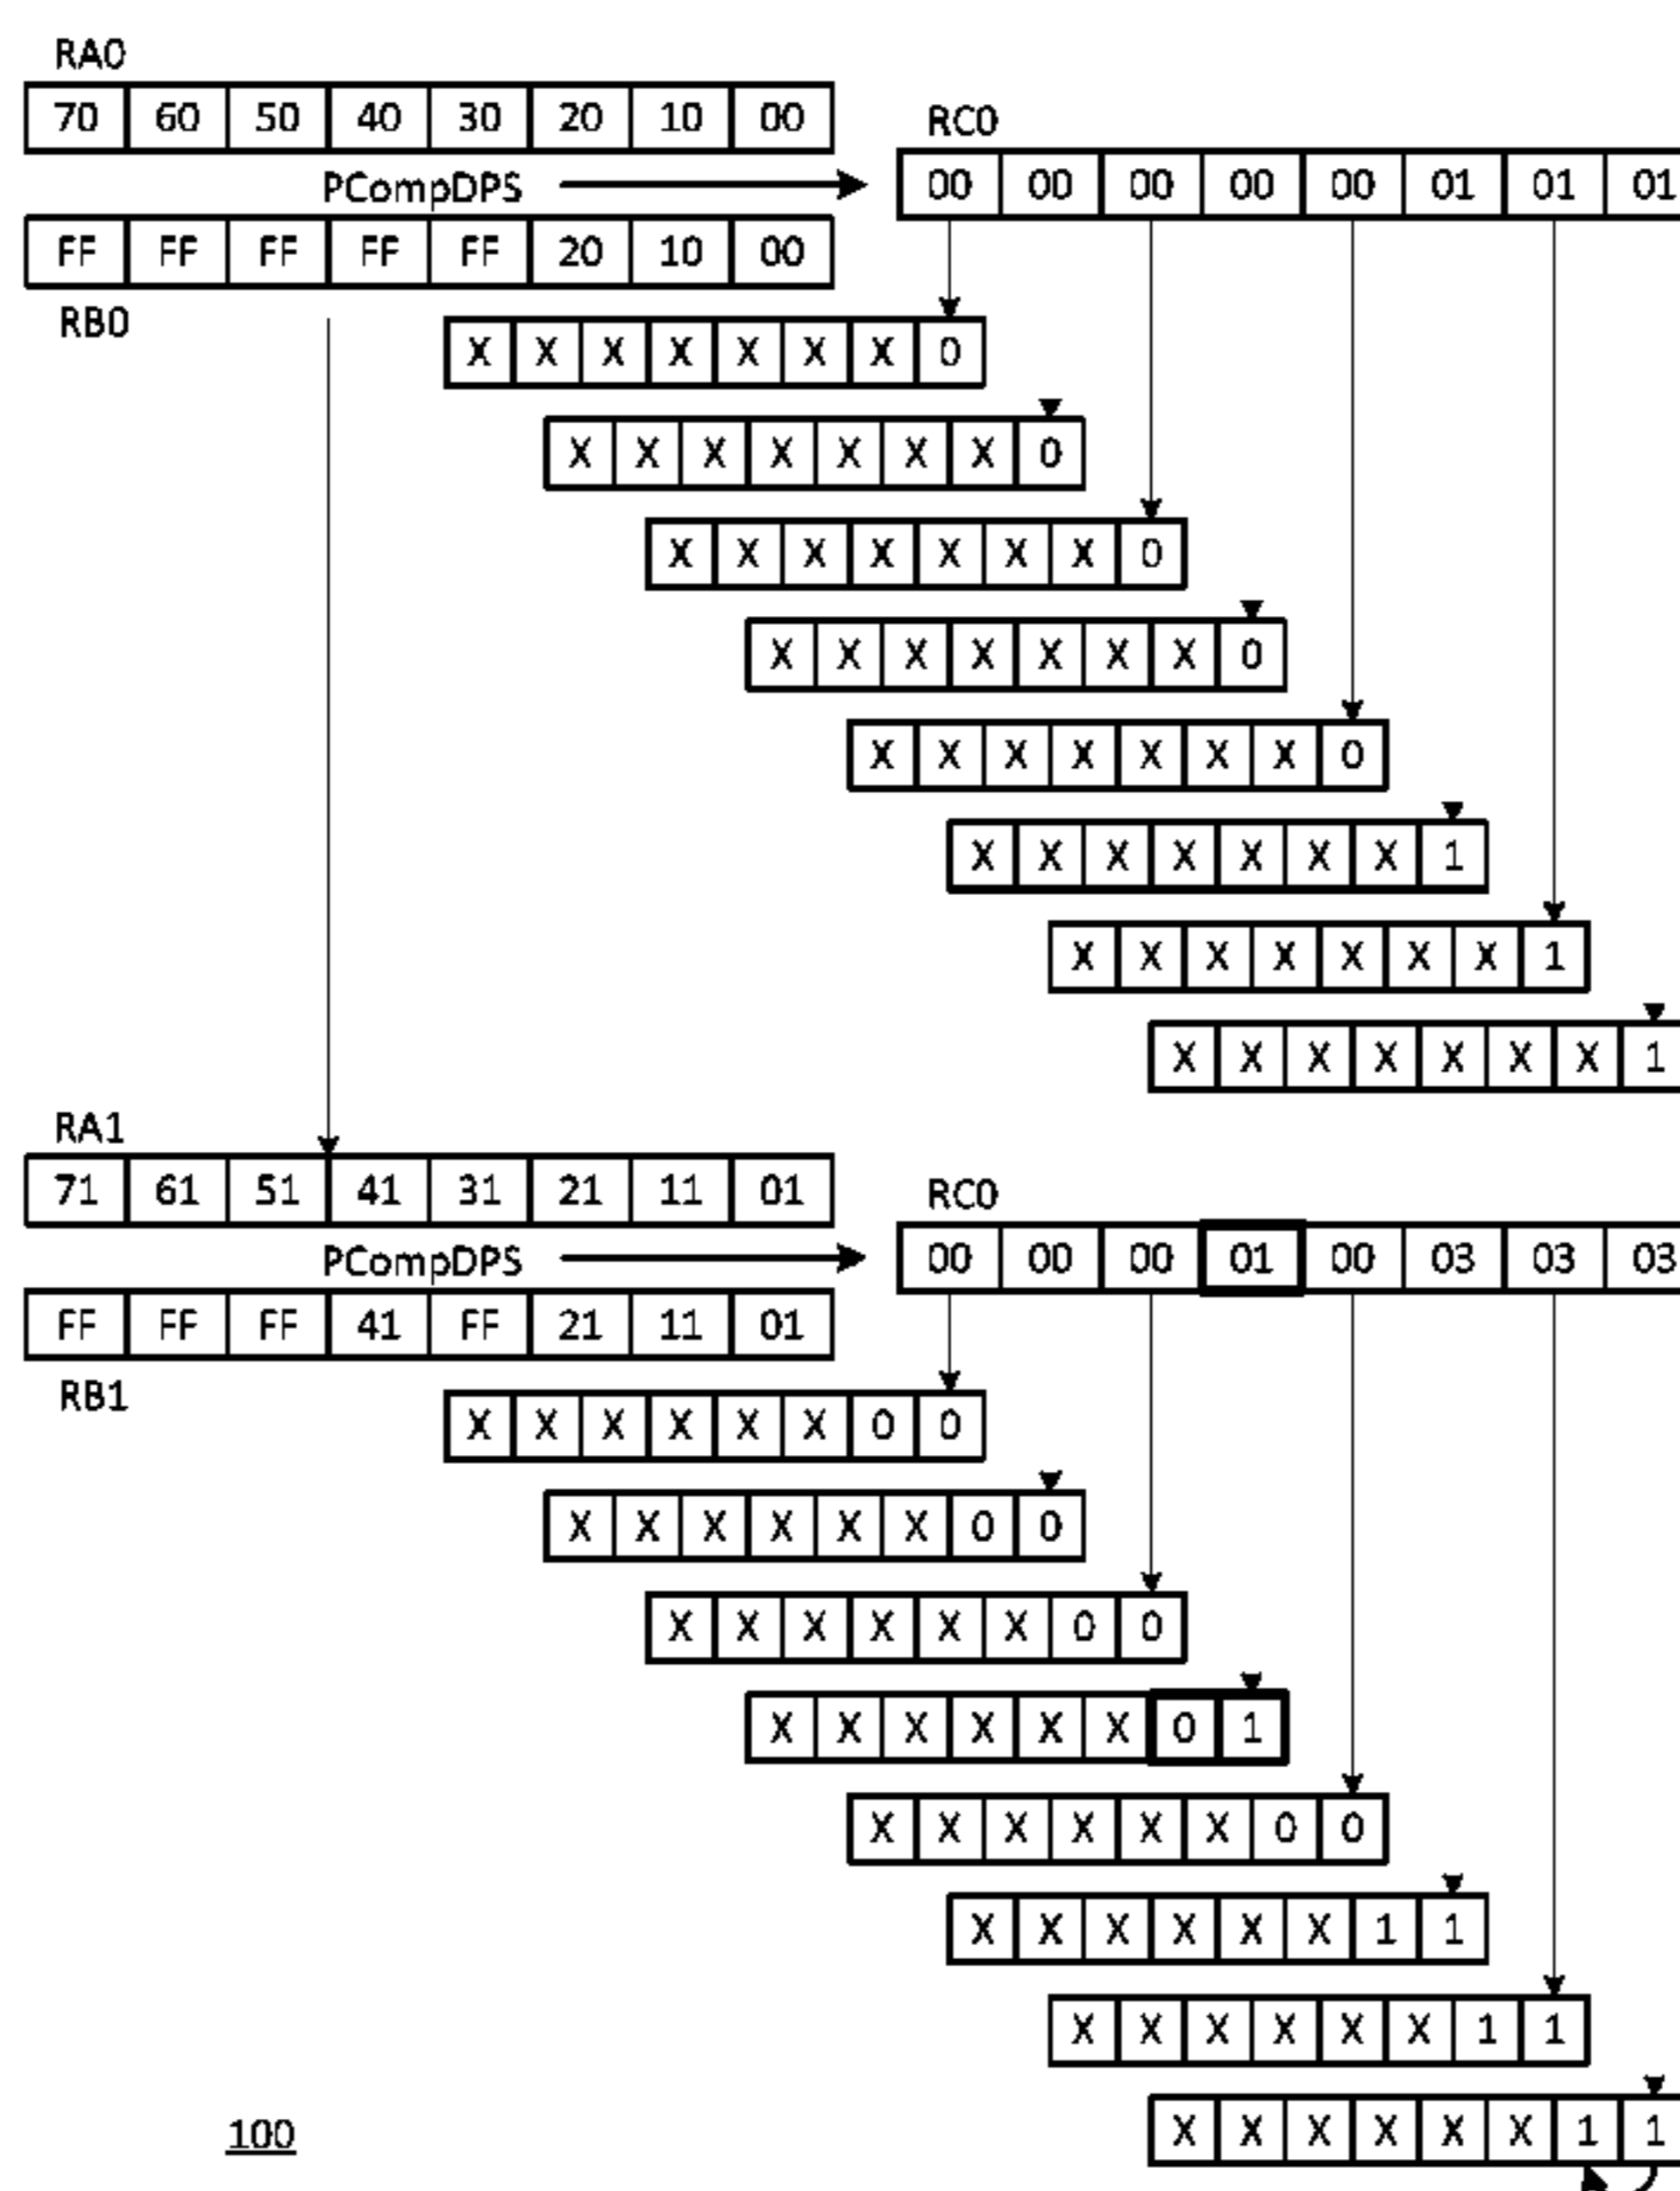 RA0
70 60 50 40 30 20 10 00
RC0
PCompDPS
00 00 00 00 00 01 01 01
FF FF FF FF FF 20 10 00
RB0
X X X X X X X 0
X X X X X X X 0
X X X X X X X 0
X X X X X X X 0
X X X X X X X 0
X X X X X X X 1
X X X X X X X 1
X X X X X X X 1
RA1
71 61 51 41 31 21 11 01
RC0
PCompDPS
00 00 00 01 00 03 03 03
FF FF FF 41 FF 21 11 01
RB1
X X X X X X 0 0
X X X X X X 0 0
X X X X X X 0 0
X X X X X X 0 1
X X X X X X 0 0
X X X X X X 1 1
X X X X X X 1 1
X X X X X X 1 1
100